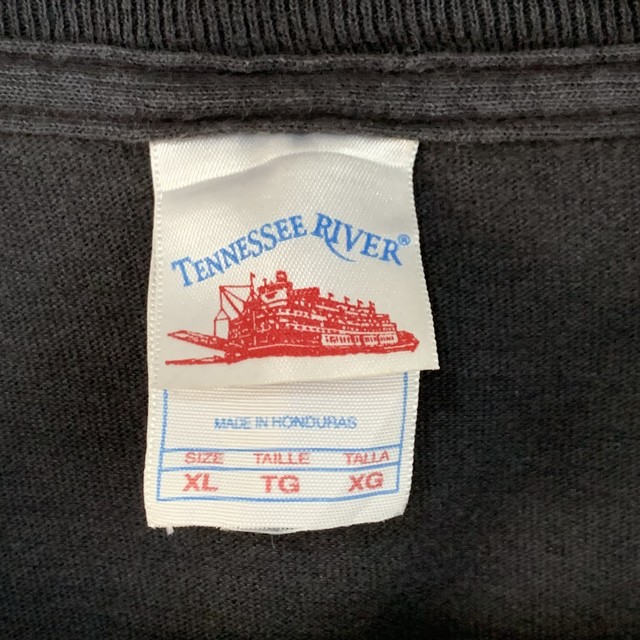 TENNESSEE RIVER®
MADE IN HONDURAS
SIZE TAILLE TALLA
XL TG XG